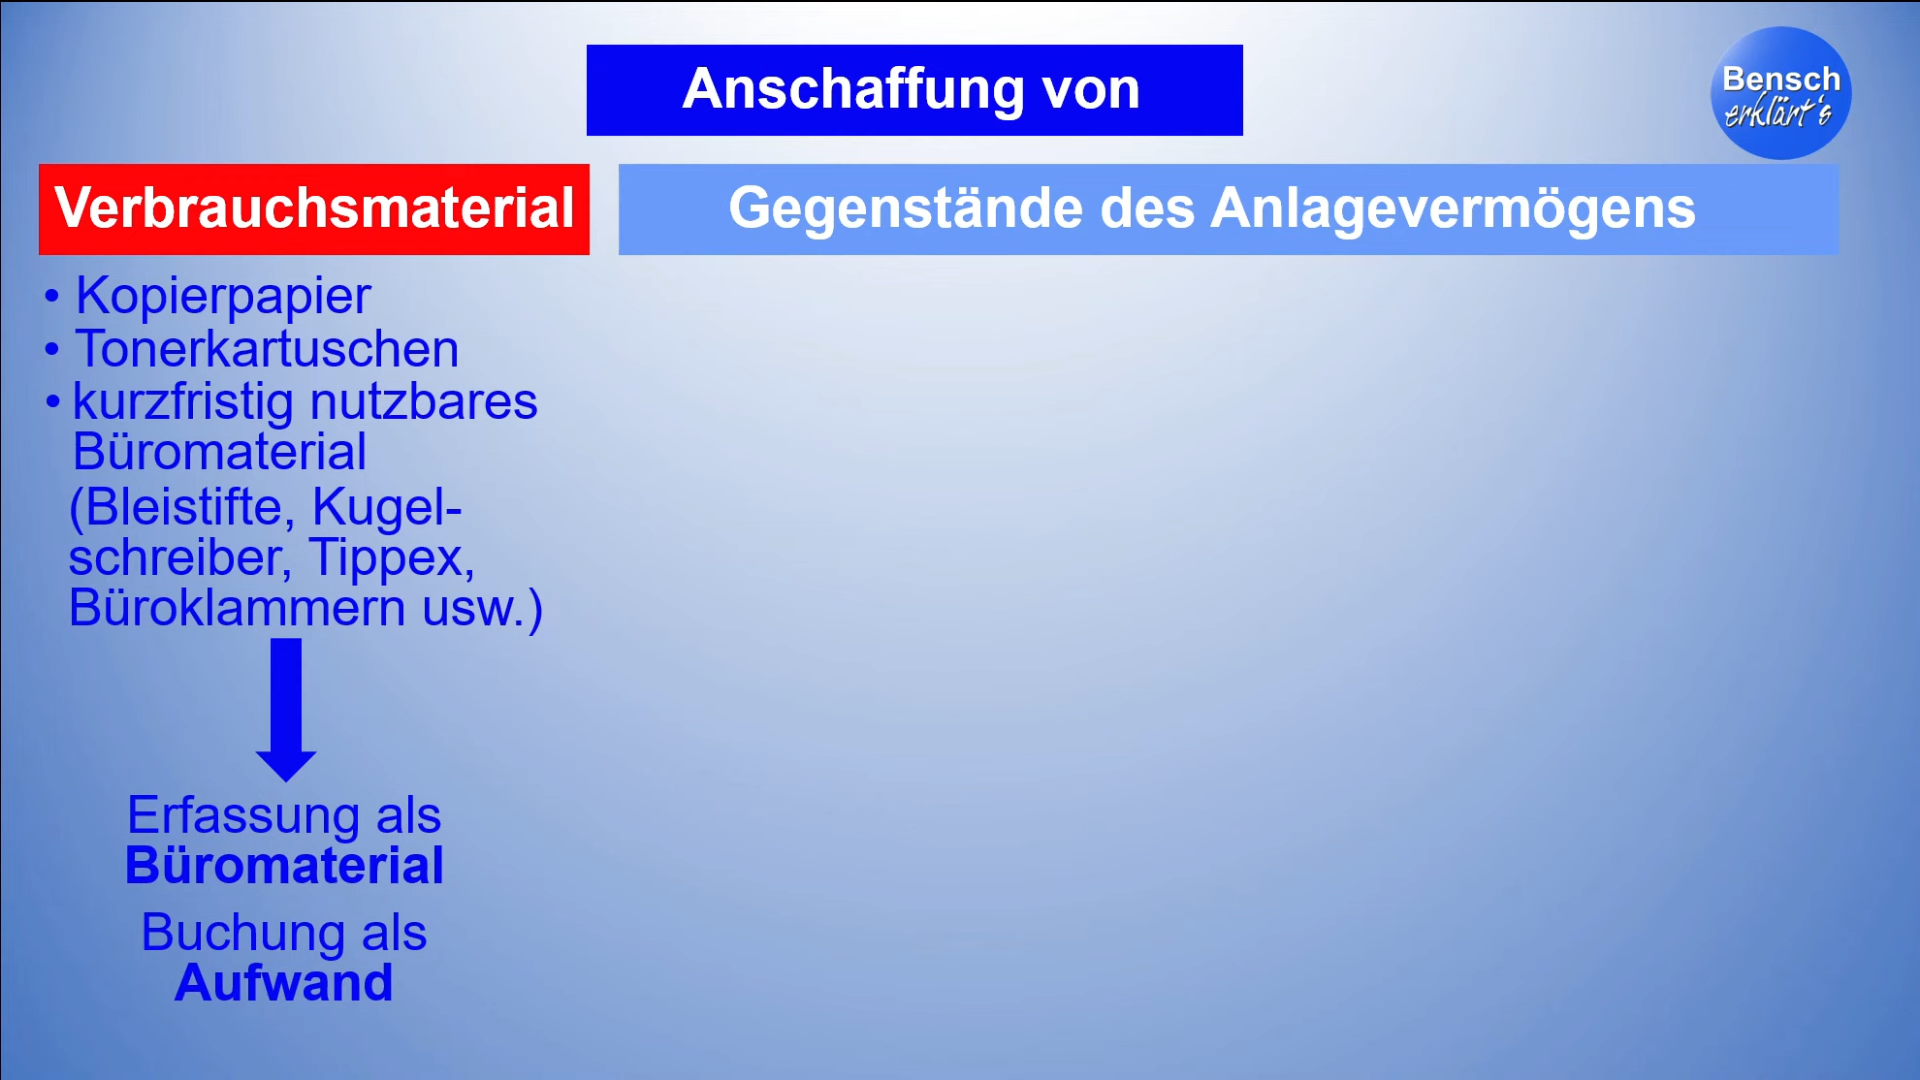 Anschaffung von
Bensch
erklärt's
Verbrauchsmaterial
Gegenstände des Anlagevermögens
• Kopierpapier
• Tonerkartuschen
• kurzfristig nutzbares
Büromaterial
(Bleistifte, Kugel-
schreiber, Tippex,
Büroklammern usw.)
Erfassung als
Büromaterial
Buchung als
Aufwand